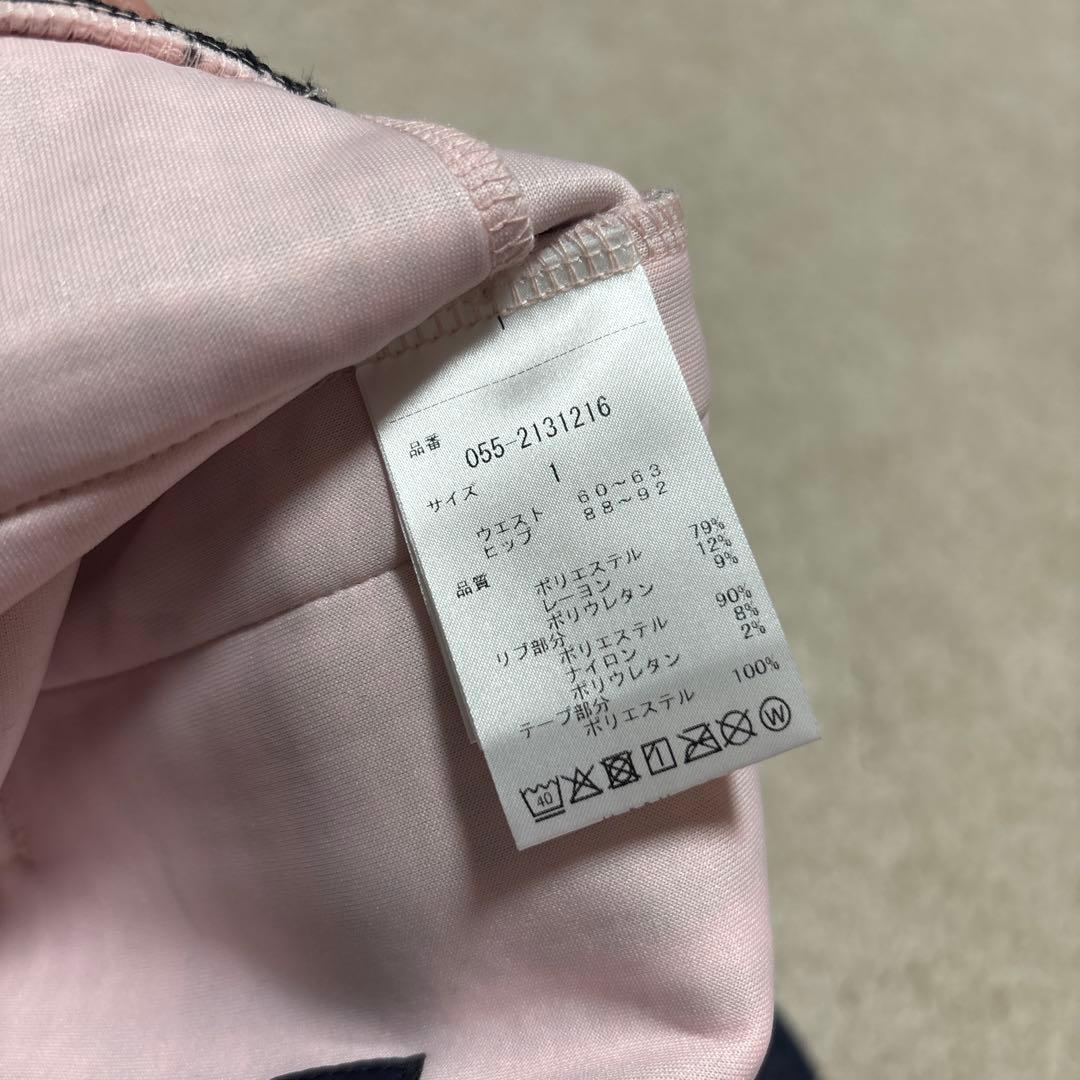 品番 055-2131216
サイズ 1
ウエスト 60～63
ヒップ 88～92
品質 ポリエステル 79%
レーヨン 12%
ポリウレタン 9%
リブ部分
ポリエステル 90%
ナイロン 8%
ポリウレタン 2%
テープ部分
ポリエステル 100%
40 W